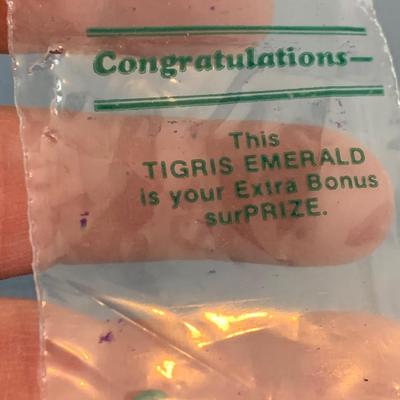 Congratulations—
This
TIGRIS EMERALD
is your Extra Bonus
surPRIZE.